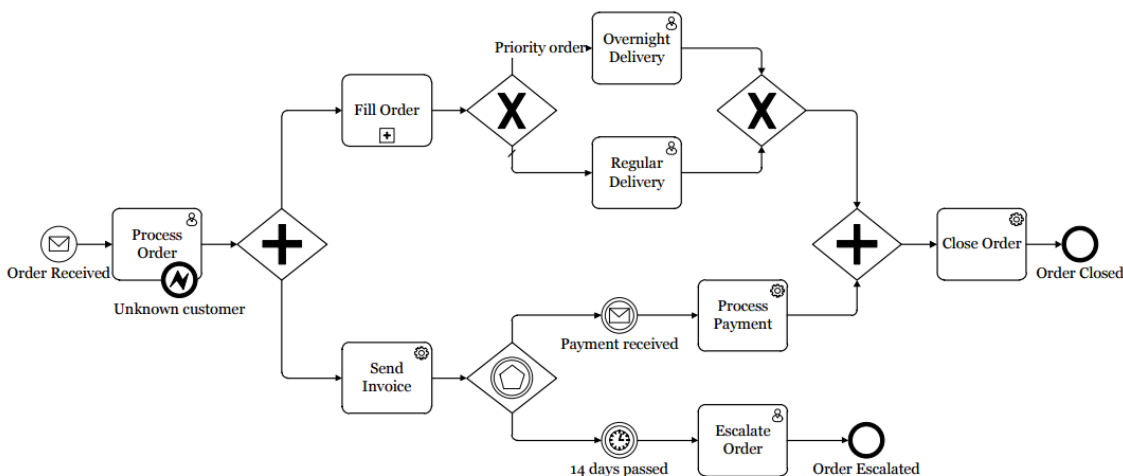 Priority order
Overnight
Delivery
Fill Order
Regular
Delivery
Order Received
Process
Order
Unknown customer
Close Order
Order Closed
Payment received
Process
Payment
Send
Invoice
14 days passed
Escalate
Order
Order Escalated